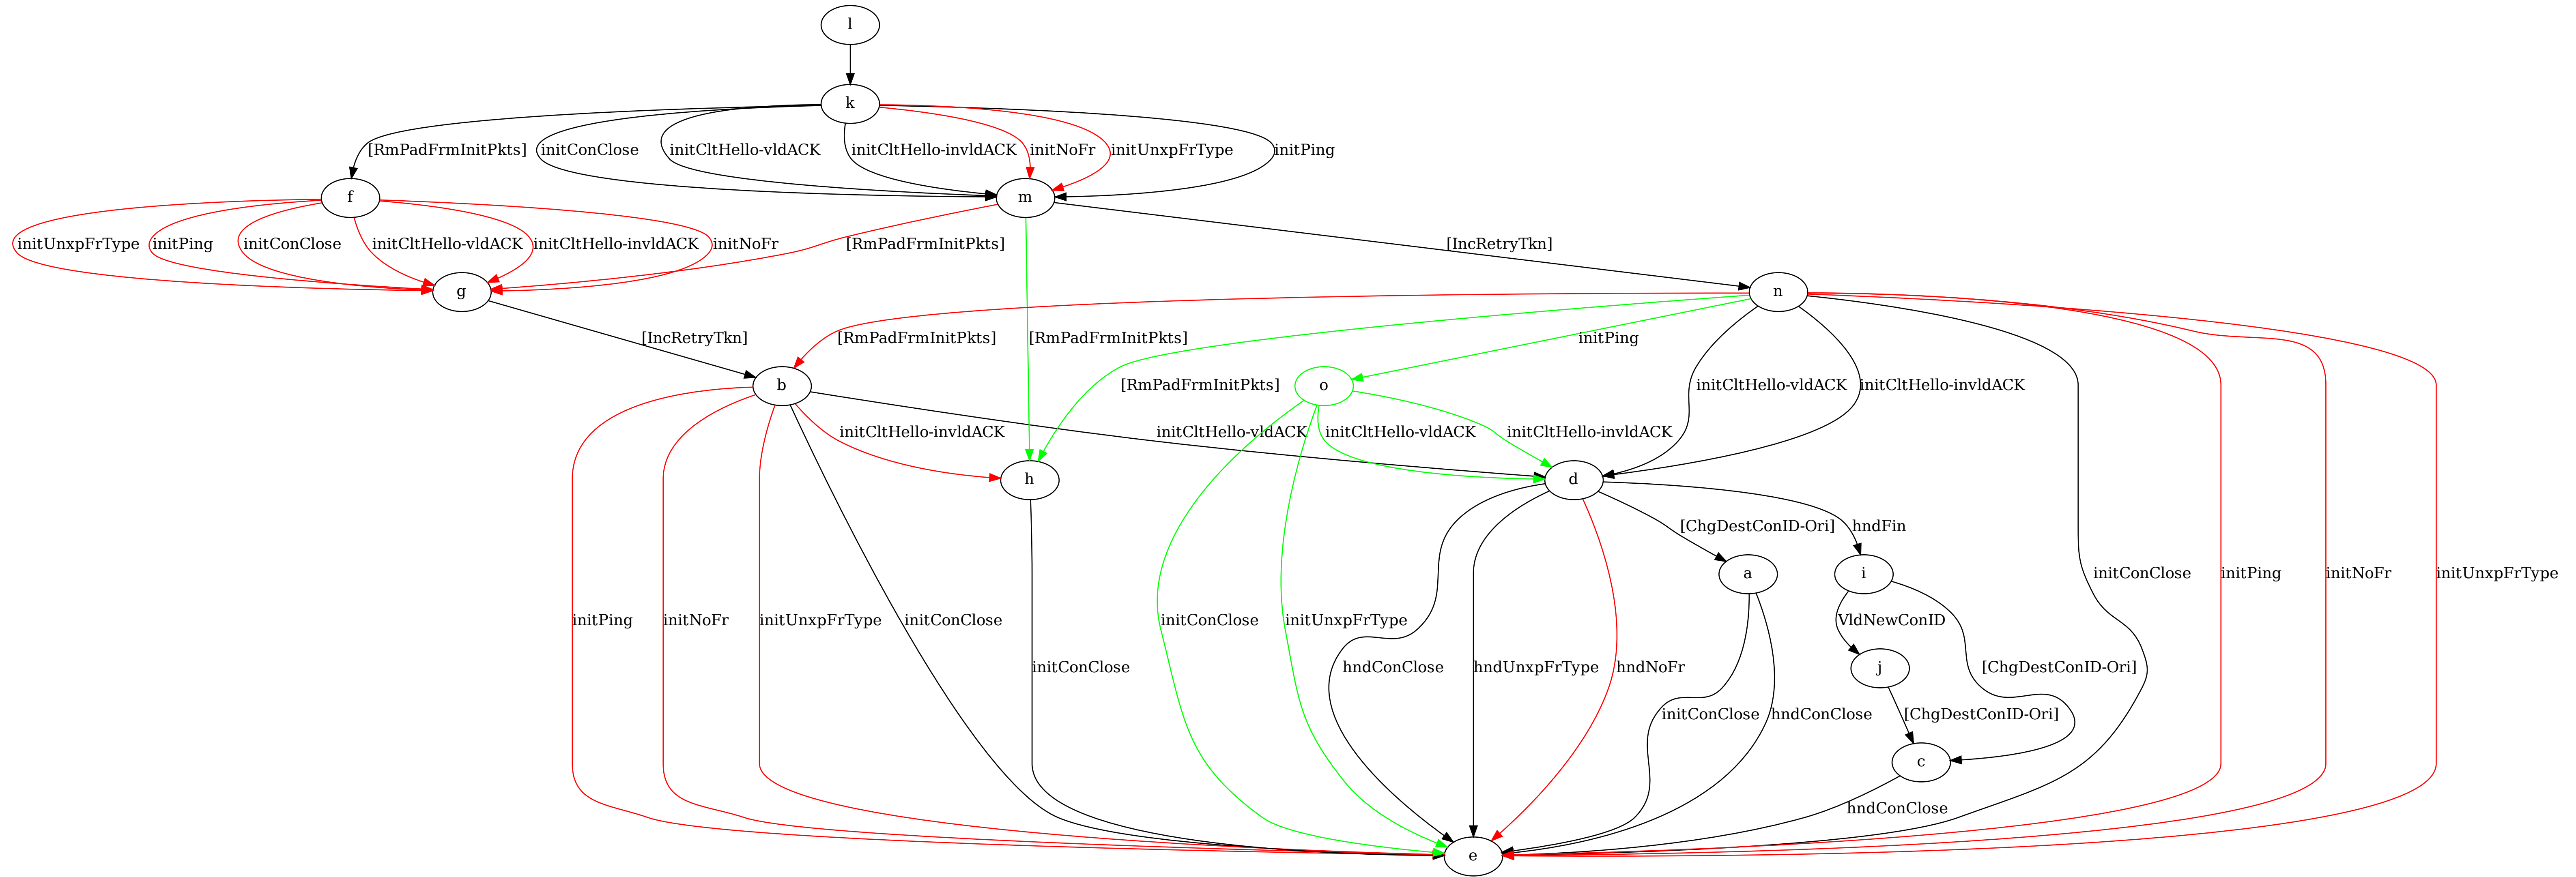 l
k
[RmPadFrmInitPkts]
initConClose
initCltHello-vldACK
initCltHello-invldACK
initNoFr
initUnxpFrType
initPing
f
m
initUnxpFrType
initPing
initConClose
initCltHello-vldACK
initCltHello-invldACK
initNoFr
[RmPadFrmInitPkts]
[IncRetryTkn]
g
n
[IncRetryTkn]
[RmPadFrmInitPkts]
[RmPadFrmInitPkts]
initPing
b
[RmPadFrmInitPkts]
o
initCltHello-vldACK
initCltHello-invldACK
initCltHello-invldACK
initCltHello-vldACK
initCltHello-vldACK
initCltHello-invldACK
h
d
[ChgDestConID-Ori]
hndFin
a
i
initConClose
initPing
initNoFr
initUnxpFrType
initPing
initNoFr
initUnxpFrType
initConClose
initConClose
initUnxpFrType
VldNewConID
initConClose
hndConClose
hndUnxpFrType
hndNoFr
j
[ChgDestConID-Ori]
initConClose
hndConClose
[ChgDestConID-Ori]
c
hndConClose
e